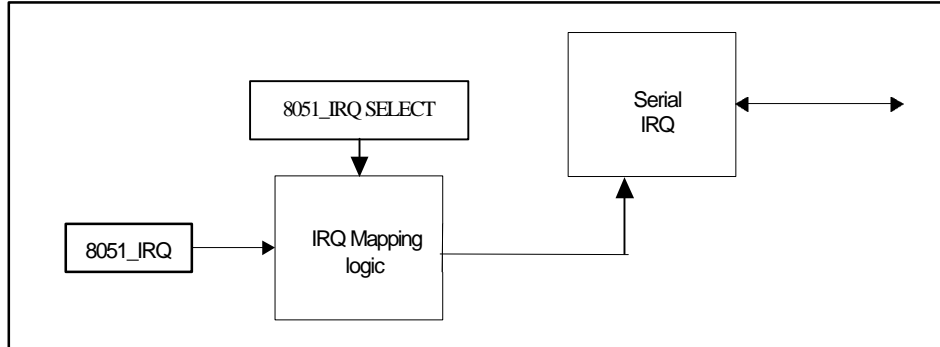 8051_IRQ SELECT
Serial
IRQ
8051_IRQ
IRQ Mapping
logic